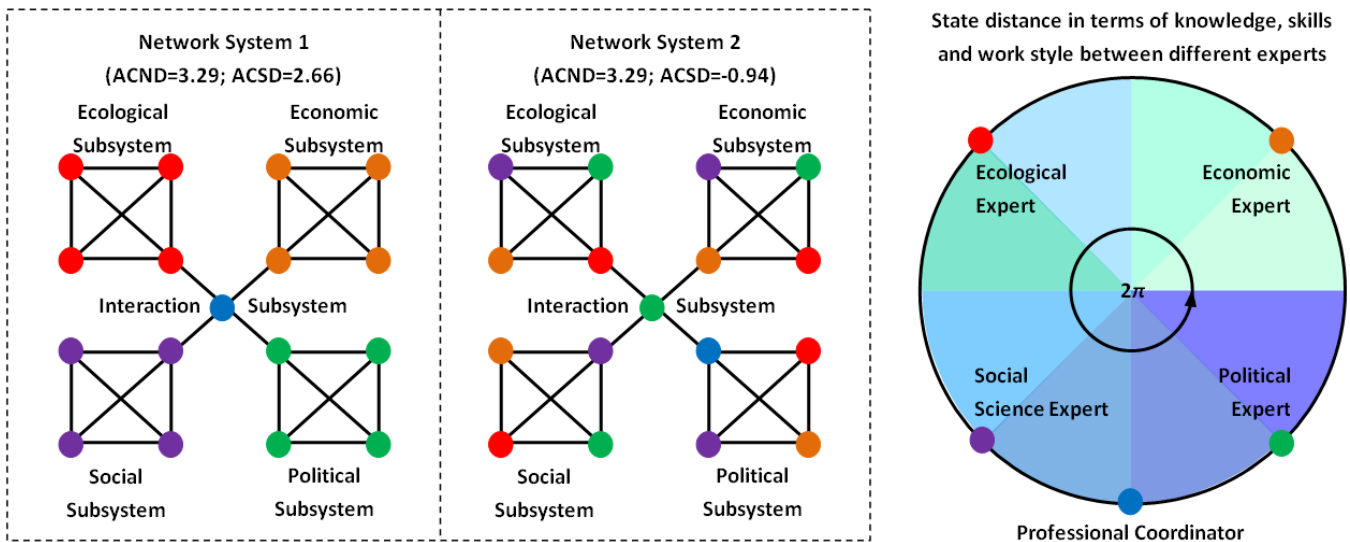 Network System 1
(ACND=3.29; ACSD=2.66)
Ecological
Subsystem
Economic
Subsystem
Interaction
Subsystem
Social
Subsystem
Political
Subsystem
Network System 2
(ACND=3.29; ACSD=-0.94)
Ecological
Subsystem
Economic
Subsystem
Interaction
Subsystem
Social
Subsystem
Political
Subsystem
State distance in terms of knowledge, skills
and work style between different experts
Ecological
Expert
Economic
Expert
2π
Social
Science Expert
Political
Expert
Professional Coordinator